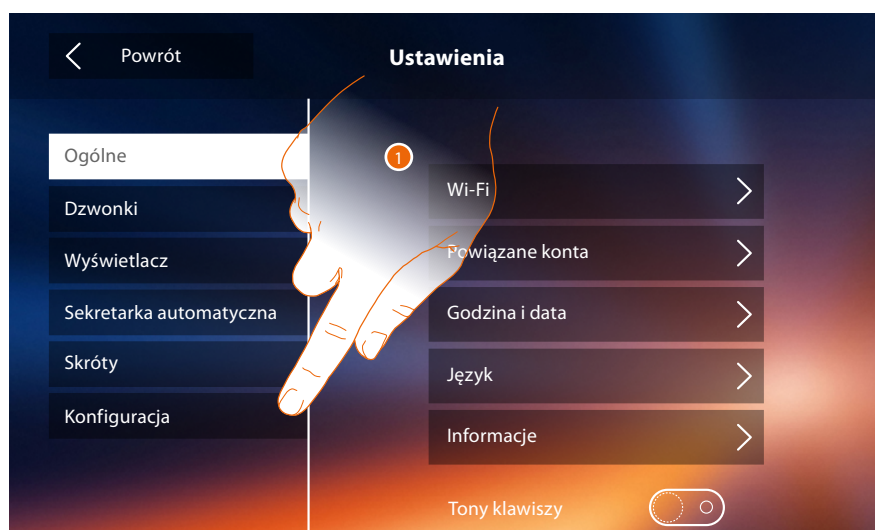 Powrót
Ustawienia
Ogólne
Dzwonki
Wyświetlacz
Sekretarka automatyczna
Skróty
Konfiguracja
1
Wi-Fi
Powiązane konta
Godzina i data
Język
Informacje
Tony klawiszy